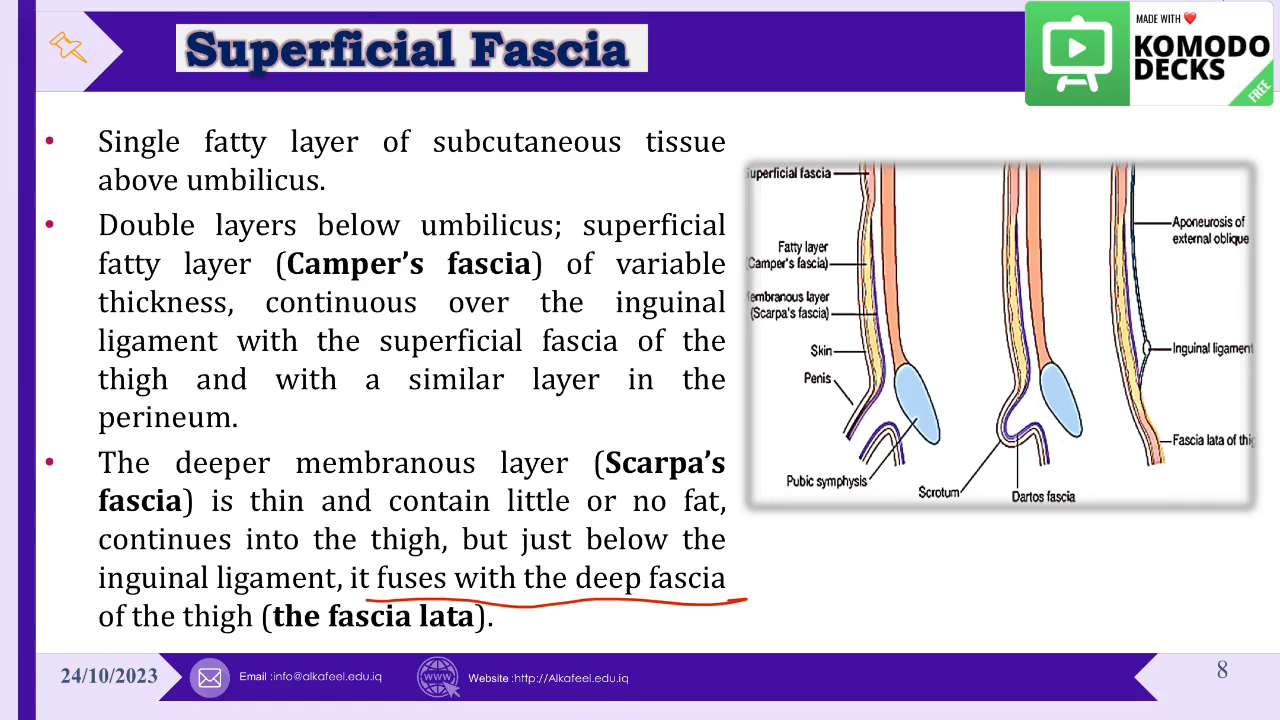 Superficial Fascia
MADE WITH ❤️
KOMODO
DECKS
FREE
• Single fatty layer of subcutaneous tissue
above umbilicus.
• Double layers below umbilicus; superficial
fatty layer (Camper's fascia) of variable
thickness, continuous over the inguinal
ligament with the superficial fascia of the
thigh and with a similar layer in the
perineum.
• The deeper membranous layer (Scarpa's
fascia) is thin and contain little or no fat,
continues into the thigh, but just below the
inguinal ligament, it fuses with the deep fascia
of the thigh (the fascia lata).
Superficial fascia
Fatty layer
(Camper's fascia)
Membranous layer
(Scarpa's fascia)
Skin
Penis
Pubic symphysis
Scrotum
Dartos fascia
Aponeurosis of
external oblique
Inguinal ligament
Fascia lata of thi
24/10/2023
Email :info@alkafeel.edu.iq
WWW
Website :http://Alkafeel.edu.iq
8